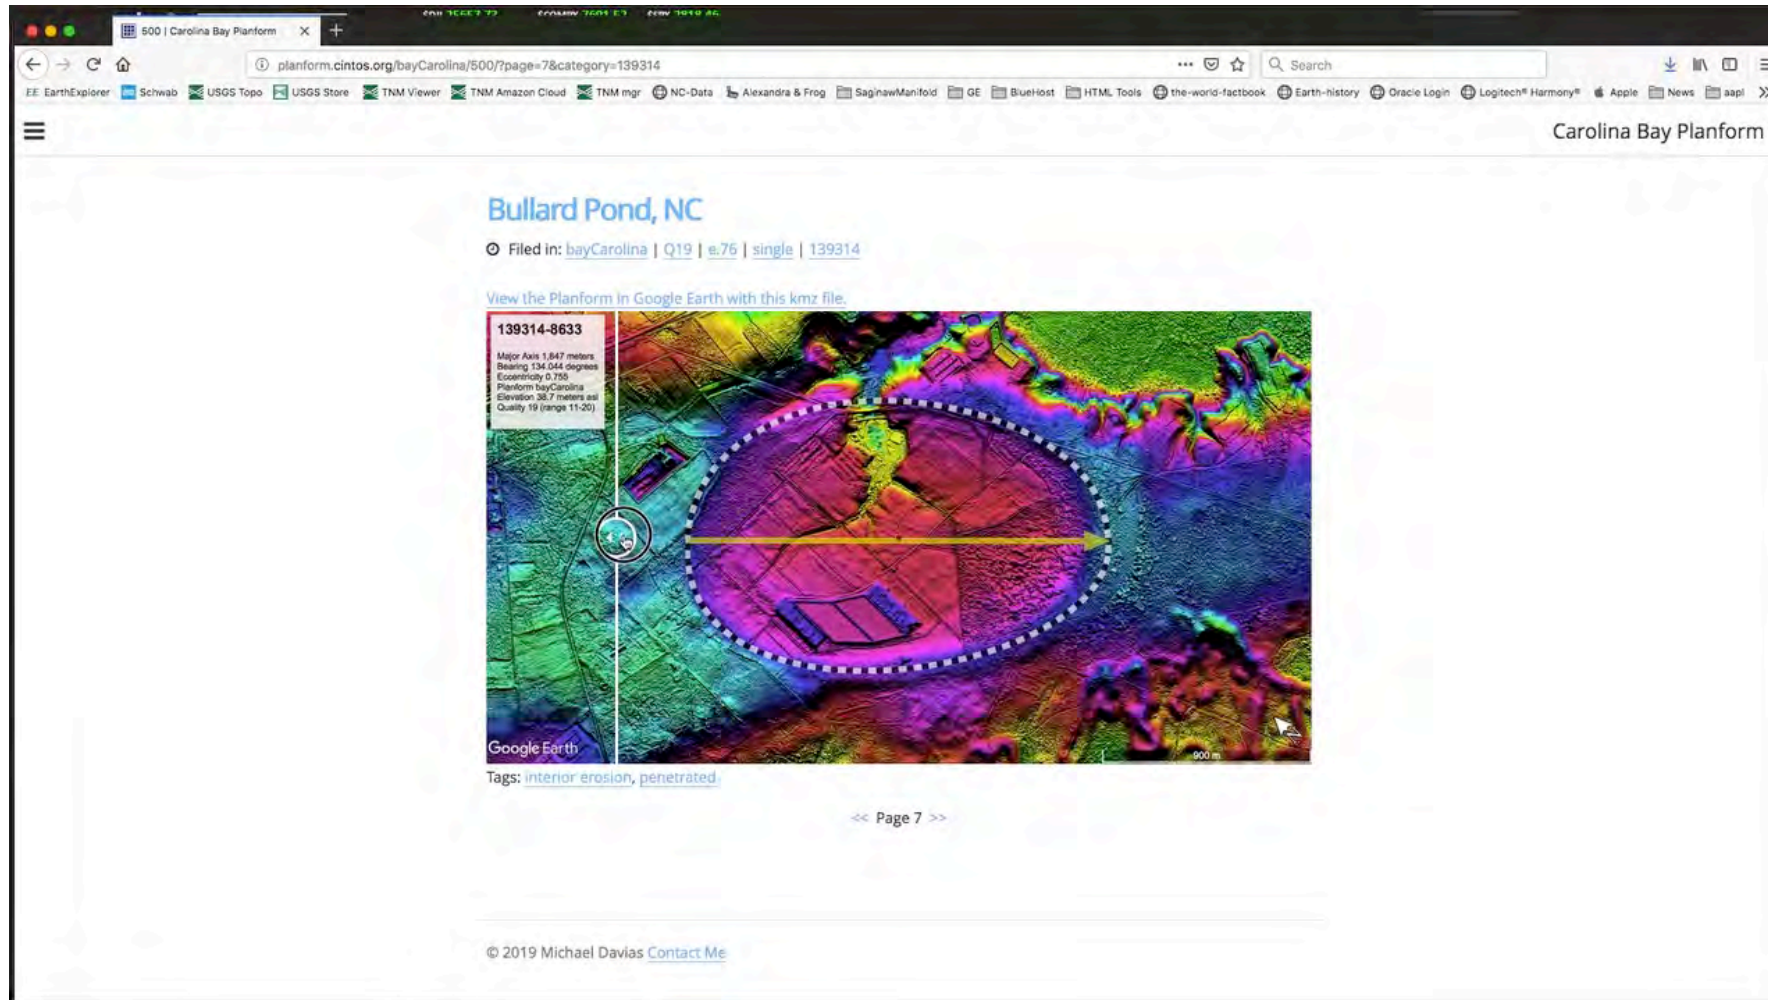 500 | Carolina Bay Planform
planform.cintos.org/bayCarolina/500/?page=7&category=139314
Search
EE EarthExplorer Schwab USGS Topo USGS Store TNM Viewer TNM Amazon Cloud TNM mgr NC-Data Alexandra & Frog SaginawManifold GE BlueHost HTML Tools the-world-factbook Earth-history Oracle Login Logitech® Harmony® Apple News aapl
Carolina Bay Planform
Bullard Pond, NC
Filed in: bayCarolina | Q19 | e.76 | single | 139314
View the Planform in Google Earth with this kmz file.
139314-8633
Major Axis 1,647 meters
Bearing 134.044 degrees
Eccentricity 0.755
Planform bayCarolina
Elevation 38.7 meters asl
Quality 19 (range 11-20)
Google Earth
900 m
Tags: interior erosion, penetrated
<< Page 7 >>
© 2019 Michael Davias Contact Me